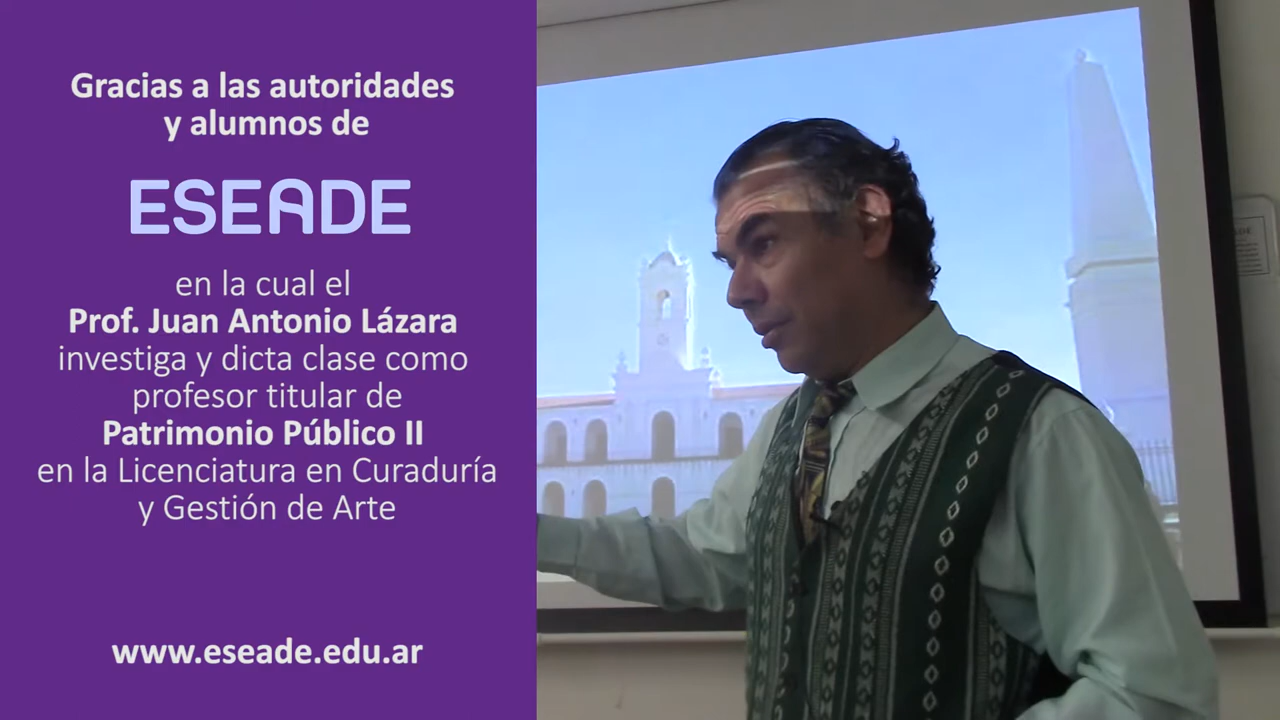 Gracias a las autoridades
y alumnos de
ESEADE
en la cual el
Prof. Juan Antonio Lázara
investiga y dicta clase como
profesor titular de
Patrimonio Público II
en la Licenciatura en Curaduría
y Gestión de Arte
www.eseade.edu.ar